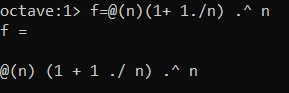 octave:1> f=@(n)(1+ 1./n) .^ n
f =
@(n) (1 + 1 ./ n) .^ n